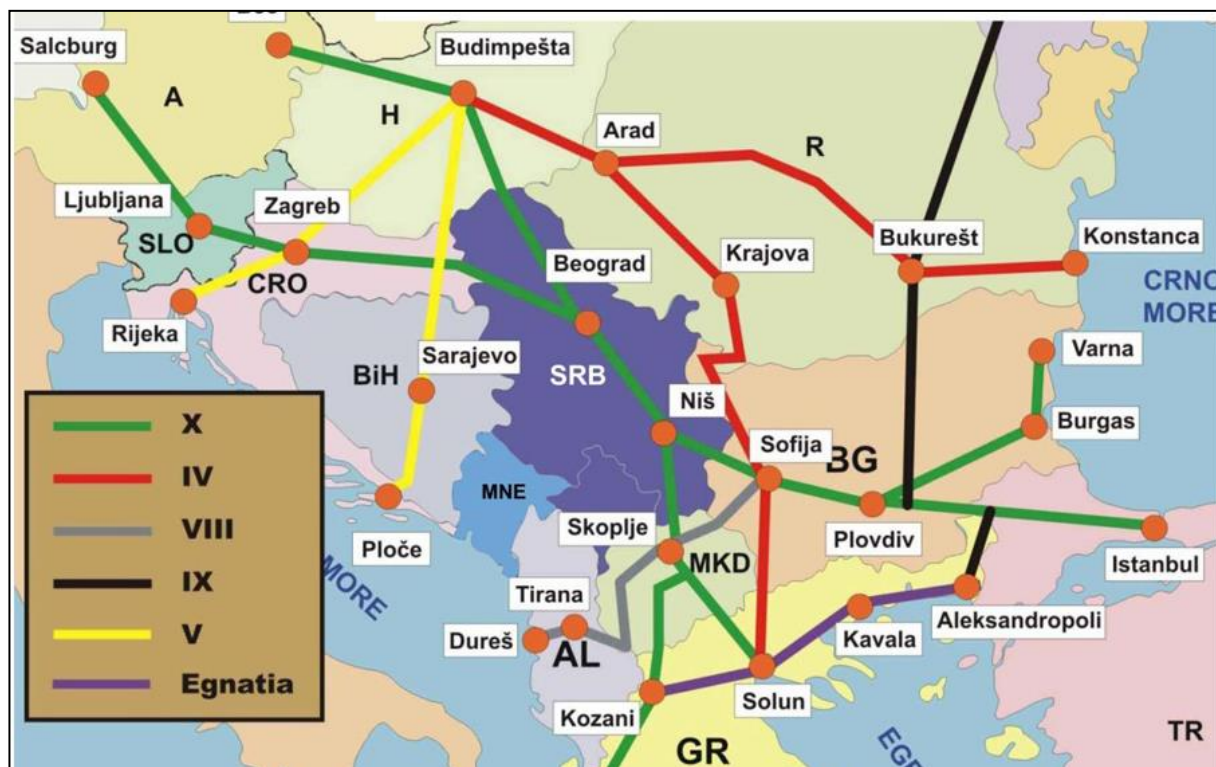 Salcburg
Budimpešta
A
H
Arad
R
Ljubljana
Zagreb
SLO
CRO
Beograd
Krajova
Bukurešt
Konstanca
CRNO
MORE
Rijeka
BiH
Sarajevo
SRB
Varna
Niš
Burgas
Sofija
BG
MNE
Ploče
Skoplje
MKD
Plovdiv
Istanbul
MORE
Tirana
Dureš
AL
Kavala
Aleksandropoli
Kozani
Solun
GR
TR
X
IV
VIII
IX
V
Egnatia